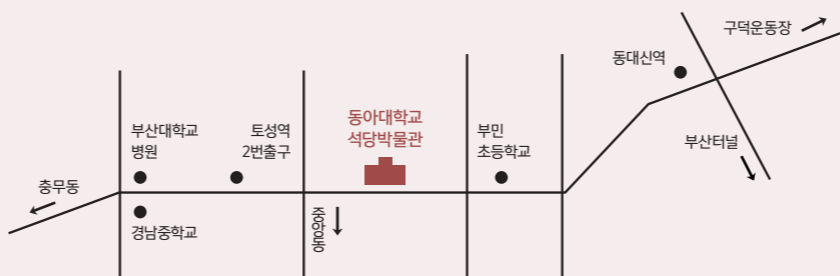 구덕운동장
동대신역
동아대학교
석당박물관
부산대학교
병원
토성역
2번출구
부민
초등학교
부산터널
충무동
경남중학교
중앙동